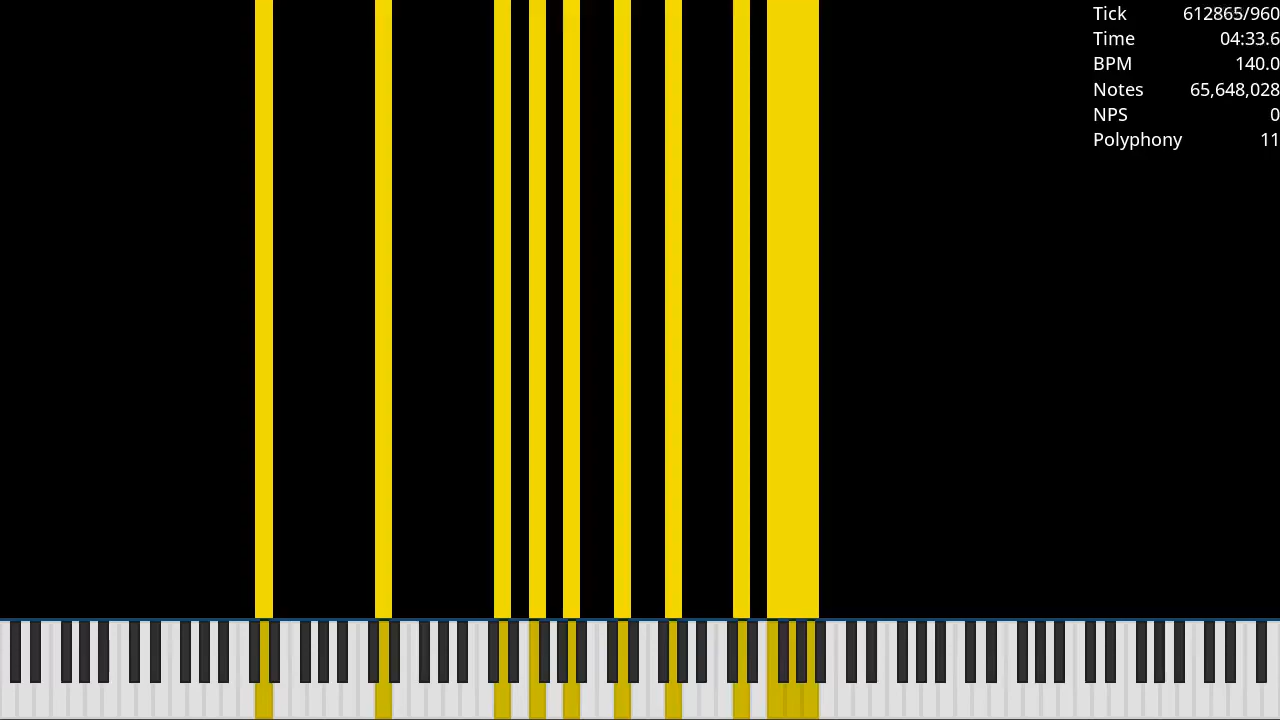 Tick 612865/960
Time 04:33.6
BPM 140.0
Notes 65,648,028
NPS 0
Polyphony 11